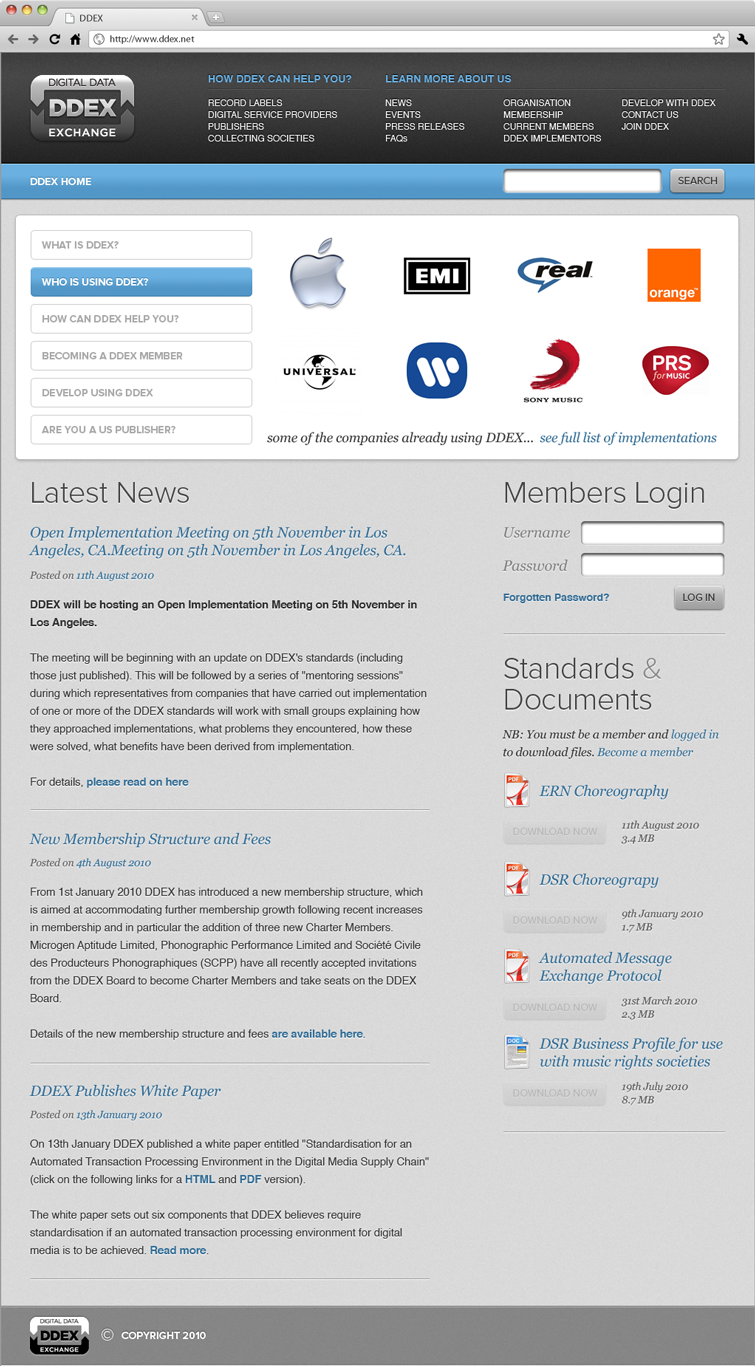 DDEX
http://www.ddex.net
DIGITAL DATA
DDEX
EXCHANGE
HOW DDEX CAN HELP YOU?
RECORD LABELS
DIGITAL SERVICE PROVIDERS
PUBLISHERS
COLLECTING SOCIETIES
LEARN MORE ABOUT US
NEWS
EVENTS
PRESS RELEASES
FAQs
ORGANISATION
MEMBERSHIP
CURRENT MEMBERS
DDEX IMPLEMENTORS
DEVELOP WITH DDEX
CONTACT US
JOIN DDEX
DDEX HOME
SEARCH
WHAT IS DDEX?
WHO IS USING DDEX?
HOW CAN DDEX HELP YOU?
BECOMING A DDEX MEMBER
DEVELOP USING DDEX
ARE YOU A US PUBLISHER?
EMI
real
orange™
UNIVERSAL
SONY MUSIC
PRS
for MUSIC
some of the companies already using DDEX... see full list of implementations
Latest News
Open Implementation Meeting on 5th November in Los
Angeles, CA.Meeting on 5th November in Los Angeles, CA.
Posted on 11th August 2010
DDEX will be hosting an Open Implementation Meeting on 5th November in
Los Angeles.
The meeting will be beginning with an update on DDEX's standards (including
those just published). This will be followed by a series of "mentoring sessions"
during which representatives from companies that have carried out implementation
of one or more of the DDEX standards will work with small groups explaining how
they approached implementations, what problems they encountered, how these
were solved, what benefits have been derived from implementation.
For details, please read on here
New Membership Structure and Fees
Posted on 4th August 2010
From 1st January 2010 DDEX has introduced a new membership structure, which
is aimed at accommodating further membership growth following recent increases
in membership and in particular the addition of three new Charter Members.
Microgen Aptitude Limited, Phonographic Performance Limited and Société Civile
des Producteurs Phonographiques (SCPP) have all recently accepted invitations
from the DDEX Board to become Charter Members and take seats on the DDEX
Board.
Details of the new membership structure and fees are available here.
DDEX Publishes White Paper
Posted on 13th January 2010
On 13th January DDEX published a white paper entitled "Standardisation for an
Automated Transaction Processing Environment in the Digital Media Supply Chain"
(click on the following links for a HTML and PDF version).
The white paper sets out six components that DDEX believes require
standardisation if an automated transaction processing environment for digital
media is to be achieved. Read more.
Members Login
Username
Password
Forgotten Password?
LOG IN
Standards &
Documents
NB: You must be a member and logged in
to download files. Become a member
PDF
ERN Choreography
DOWNLOAD NOW
11th August 2010
3.4 MB
PDF
DSR Choreograpy
DOWNLOAD NOW
9th January 2010
1.7 MB
PDF
Automated Message
Exchange Protocol
DOWNLOAD NOW
31st March 2010
2.3 MB
DOC
DSR Business Profile for use
with music rights societies
DOWNLOAD NOW
19th July 2010
8.7 MB
DIGITAL DATA
DDEX
EXCHANGE
© COPYRIGHT 2010